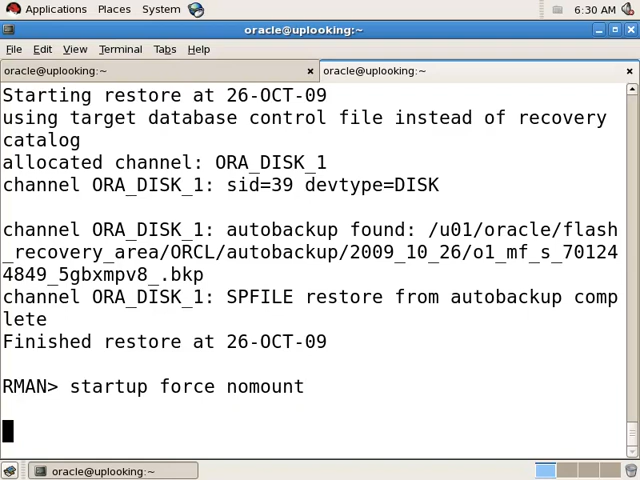 Applications Places System 6:30 AM
oracle@uplooking:~
File Edit View Terminal Tabs Help
oracle@uplooking:~ oracle@uplooking:~
Starting restore at 26-OCT-09
using target database control file instead of recovery
catalog
allocated channel: ORA_DISK_1
channel ORA_DISK_1: sid=39 devtype=DISK
channel ORA_DISK_1: autobackup found: /u01/oracle/flash
_recovery_area/ORCL/autobackup/2009_10_26/o1_mf_s_70124
4849_5gbxmpv8_.bkp
channel ORA_DISK_1: SPFILE restore from autobackup comp
lete
Finished restore at 26-OCT-09
RMAN> startup force nomount
oracle@uplooking:~